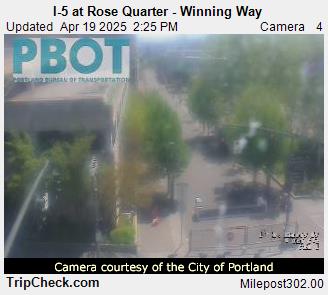 I-5 at Rose Quarter - Winning Way
Updated Apr 19 2025 2:25 PM Camera 4
PBOT
PORTLAND BUREAU OF TRANSPORTATION
Camera courtesy of the City of Portland
TripCheck.com Milepost302.00